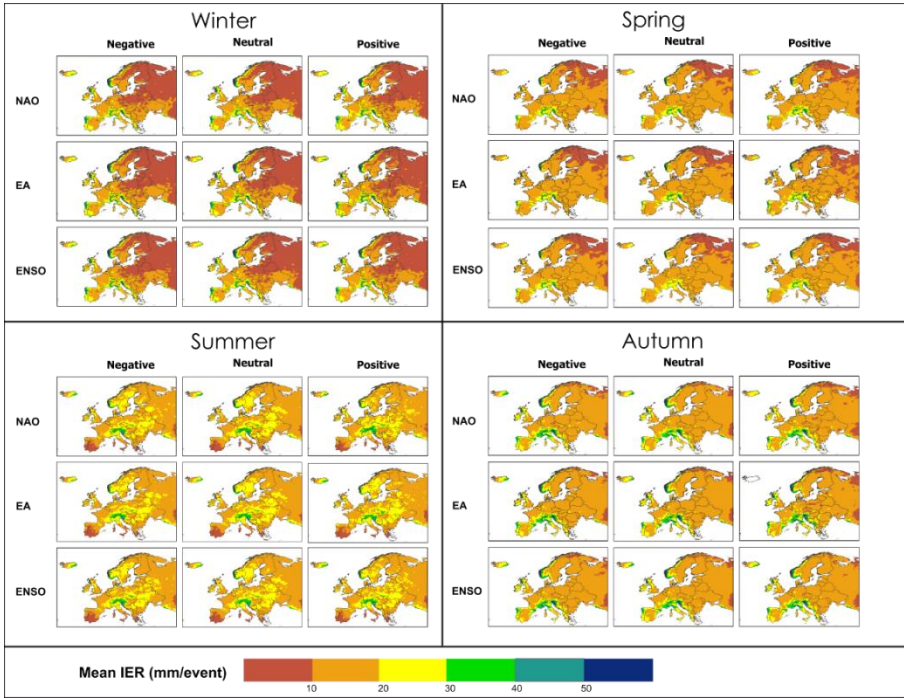 Winter
Negative Neutral Positive
NAO
EA
ENSO
Spring
Negative Neutral Positive
NAO
EA
ENSO
Summer
Negative Neutral Positive
NAO
EA
ENSO
Autumn
Negative Neutral Positive
NAO
EA
ENSO
Mean IER (mm/event)
10 20 30 40 50